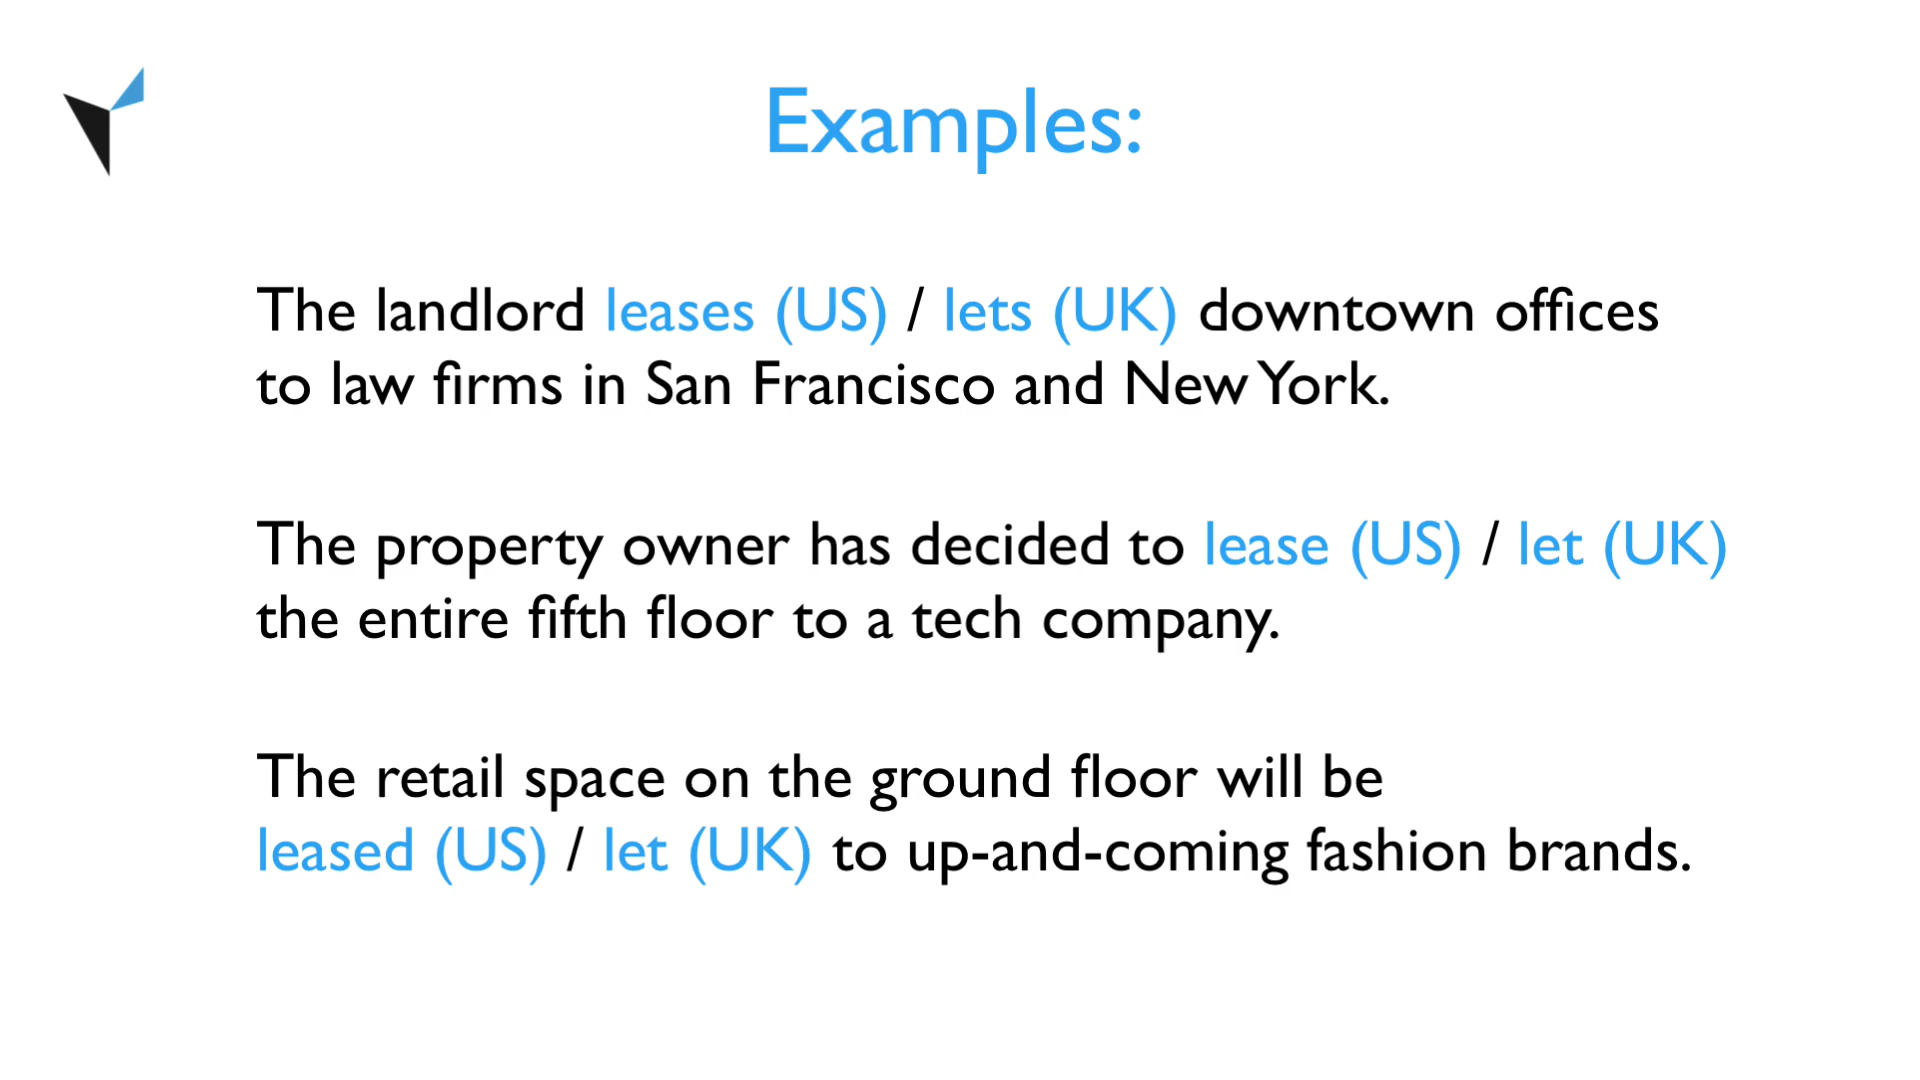 Examples:
The landlord leases (US) / lets (UK) downtown offices
to law firms in San Francisco and New York.
The property owner has decided to lease (US) / let (UK)
the entire fifth floor to a tech company.
The retail space on the ground floor will be
leased (US) / let (UK) to up-and-coming fashion brands.